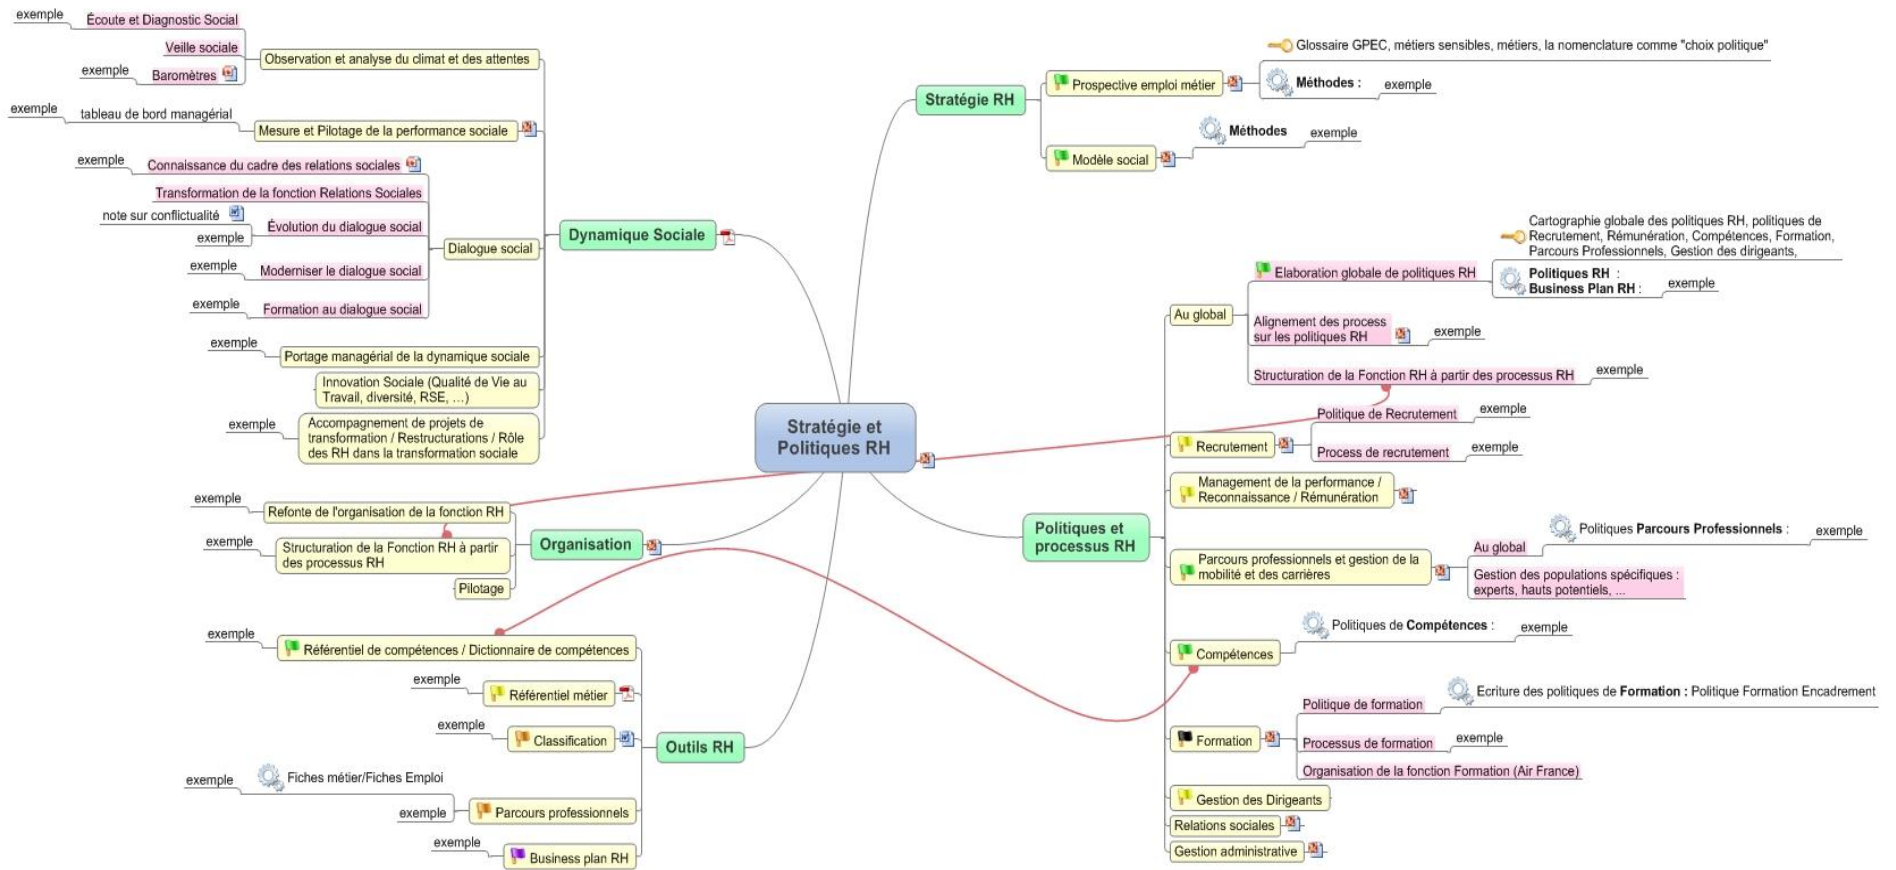 Stratégie et
Politiques RH
Stratégie RH
Prospective emploi métier
Glossaire GPEC, métiers sensibles, métiers, la nomenclature comme "choix politique"
Méthodes :
exemple
Modèle social
Méthodes
exemple
Politiques et
processus RH
Au global
Elaboration globale de politiques RH
Cartographie globale des politiques RH, politiques de
Recrutement, Rémunération, Compétences, Formation,
Parcours Professionnels, Gestion des dirigeants,
Politiques RH :
Business Plan RH :
exemple
Alignement des process
sur les politiques RH
exemple
Structuration de la Fonction RH à partir des processus RH
exemple
Recrutement
Politique de Recrutement
exemple
Process de recrutement
exemple
Management de la performance /
Reconnaissance / Rémunération
Parcours professionnels et gestion de la
mobilité et des carrières
Au global
Politiques Parcours Professionnels :
exemple
Gestion des populations spécifiques :
experts, hauts potentiels, ...
Compétences
Politiques de Compétences :
exemple
Formation
Politique de formation
Ecriture des politiques de Formation : Politique Formation Encadrement
Processus de formation
exemple
Organisation de la fonction Formation (Air France)
Gestion des Dirigeants
Relations sociales
Gestion administrative
Dynamique Sociale
Observation et analyse du climat et des attentes
Écoute et Diagnostic Social
exemple
Veille sociale
Baromètres
exemple
Mesure et Pilotage de la performance sociale
tableau de bord managérial
exemple
Dialogue social
Connaissance du cadre des relations sociales
exemple
Transformation de la fonction Relations Sociales
Évolution du dialogue social
note sur conflictualité
exemple
Moderniser le dialogue social
exemple
Formation au dialogue social
exemple
Portage managérial de la dynamique sociale
exemple
Innovation Sociale (Qualité de Vie au
Travail, diversité, RSE, ...)
Accompagnement de projets de
transformation / Restructurations / Rôle
des RH dans la transformation sociale
exemple
Organisation
Refonte de l'organisation de la fonction RH
exemple
Structuration de la Fonction RH à partir
des processus RH
exemple
Pilotage
Outils RH
Référentiel de compétences / Dictionnaire de compétences
exemple
Référentiel métier
exemple
Classification
exemple
Parcours professionnels
Fiches métier/Fiches Emploi
exemple
exemple
Business plan RH
exemple